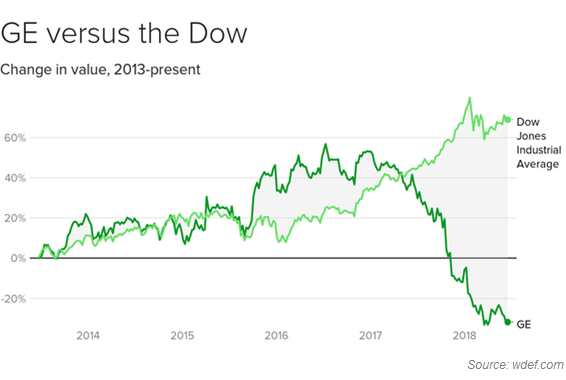 GE versus the Dow
Change in value, 2013-present
60%
40%
20%
0%
-20%
Dow
Jones
Industrial
Average
GE
2014 2015 2016 2017 2018
Source: wdef.com